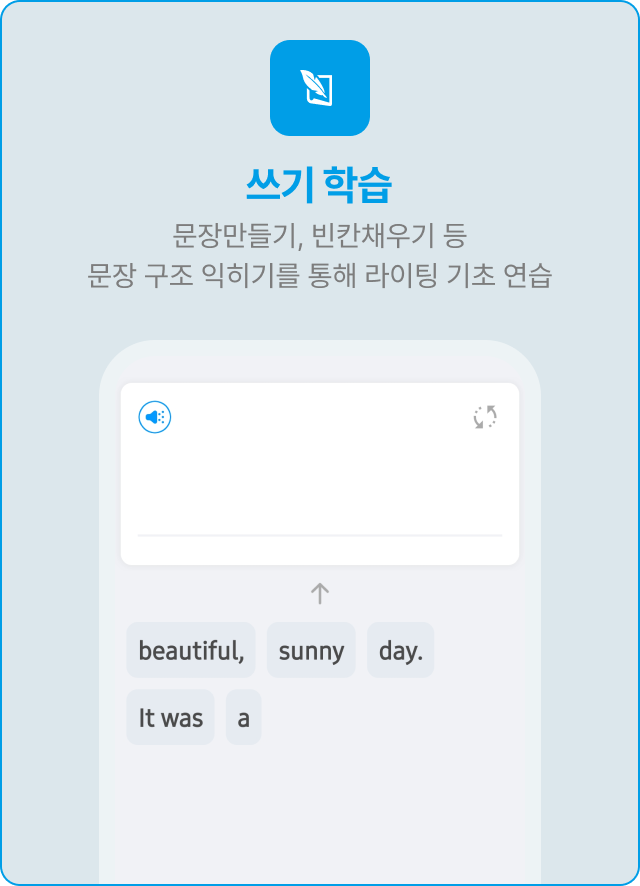 쓰기 학습
문장만들기, 빈칸채우기 등
문장 구조 익히기를 통해 라이팅 기초 연습
beautiful, sunny day.
It was a